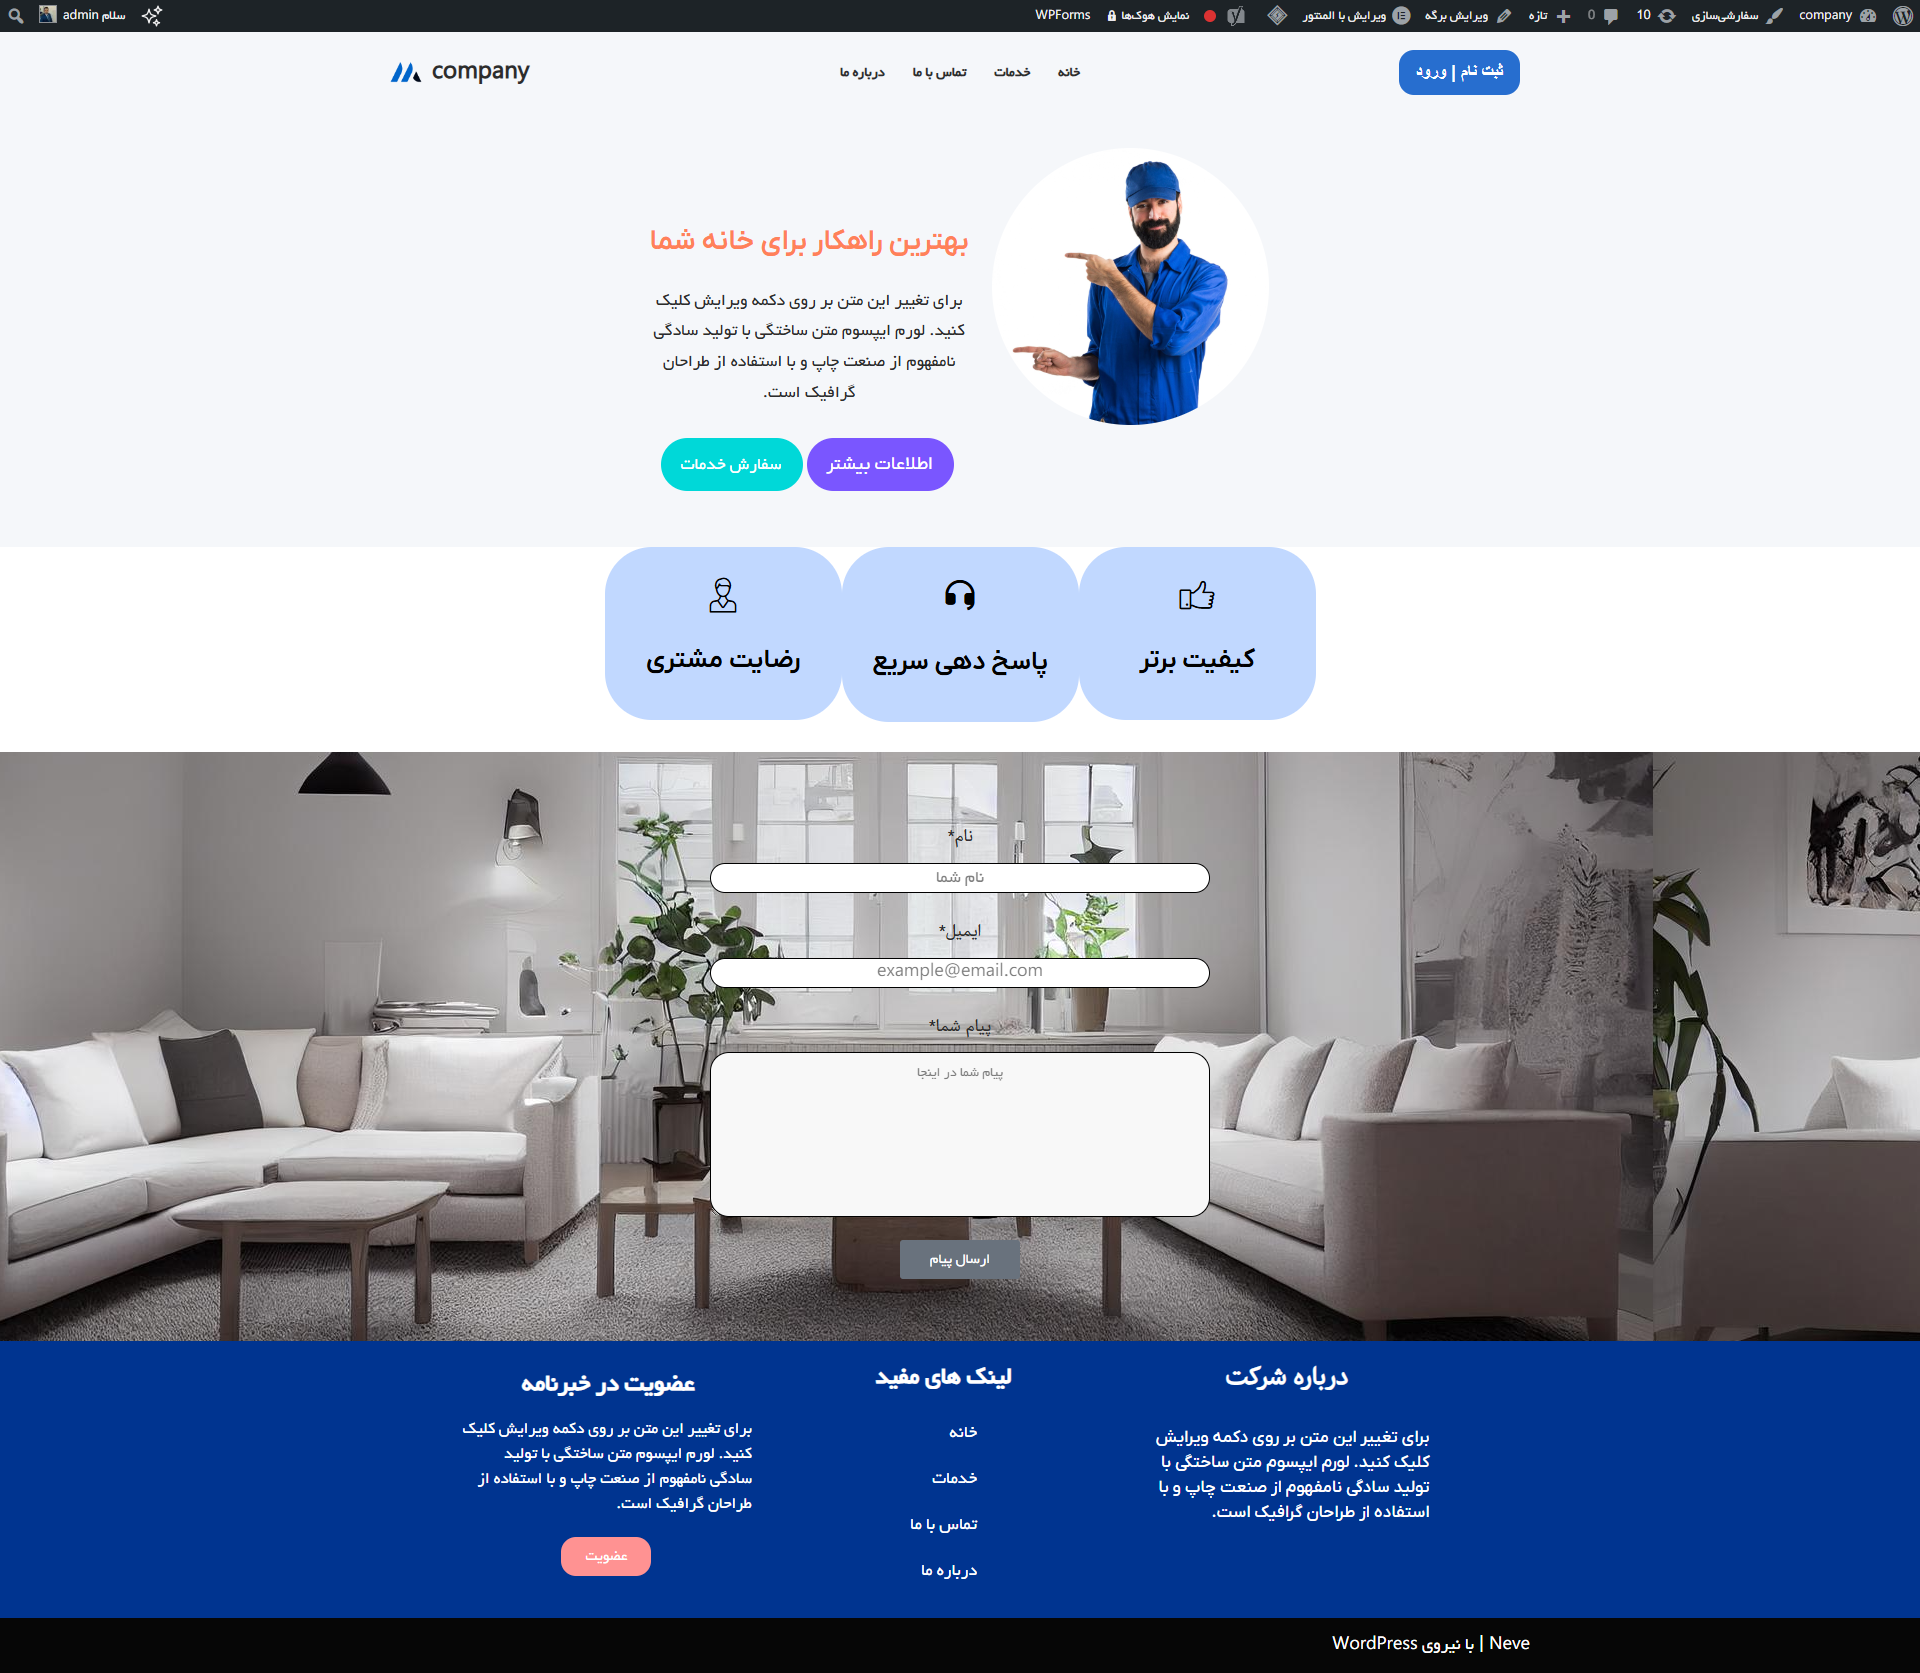 company
سفارشی‌سازی
10
0
تازه
ویرایش برگه
ویرایش با المنتور
نمایش هوک‌ها
WPForms
سلام admin
ثبت نام | ورود
خانه
خدمات
تماس با ما
درباره ما
company
بهترین راهکار برای خانه شما
برای تغییر این متن بر روی دکمه ویرایش کلیک
کنید. لورم ایپسوم متن ساختگی با تولید سادگی
نامفهوم از صنعت چاپ و با استفاده از طراحان
گرافیک است.
اطلاعات بیشتر
سفارش خدمات
کیفیت برتر
پاسخ دهی سریع
رضایت مشتری
نام*
نام شما
ایمیل*
example@email.com
پیام شما*
پیام شما در اینجا
ارسال پیام
درباره شرکت
برای تغییر این متن بر روی دکمه ویرایش
کلیک کنید. لورم ایپسوم متن ساختگی با
تولید سادگی نامفهوم از صنعت چاپ و با
استفاده از طراحان گرافیک است.
لینک های مفید
خانه
خدمات
تماس با ما
درباره ما
عضویت در خبرنامه
برای تغییر این متن بر روی دکمه ویرایش کلیک
کنید. لورم ایپسوم متن ساختگی با تولید
سادگی نامفهوم از صنعت چاپ و با استفاده از
طراحان گرافیک است.
عضویت
Neve | با نیروی WordPress